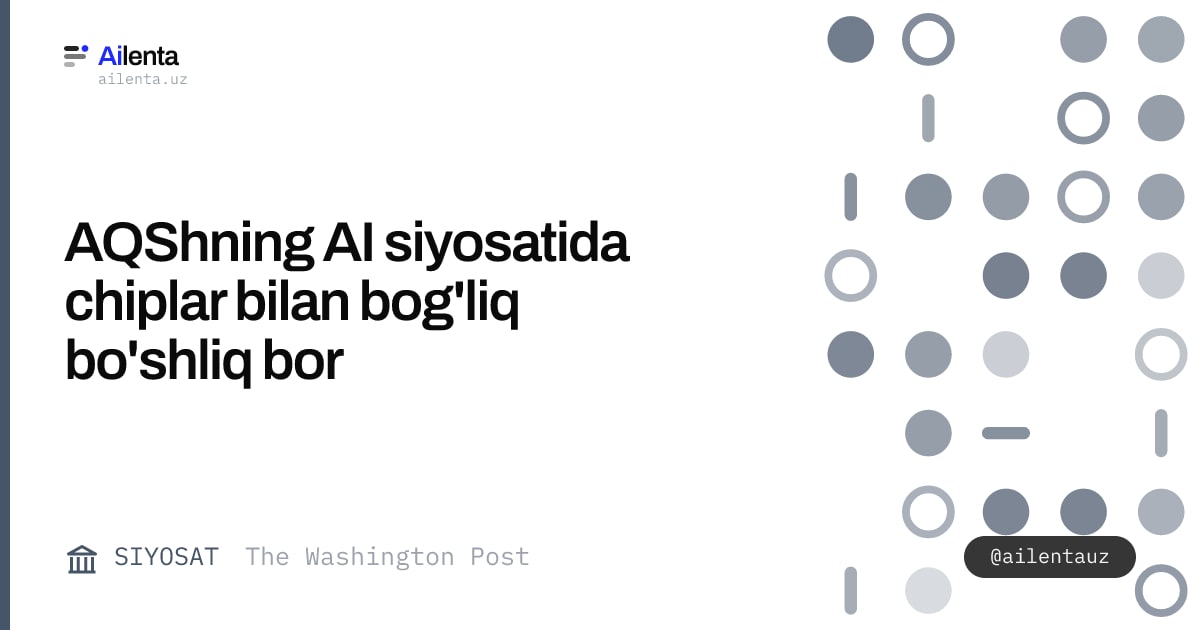 Ailenta
ailenta.uz
AQShning AI siyosatida
chiplar bilan bog'liq
bo'shliq bor
SIYOSAT The Washington Post
@ailentauz